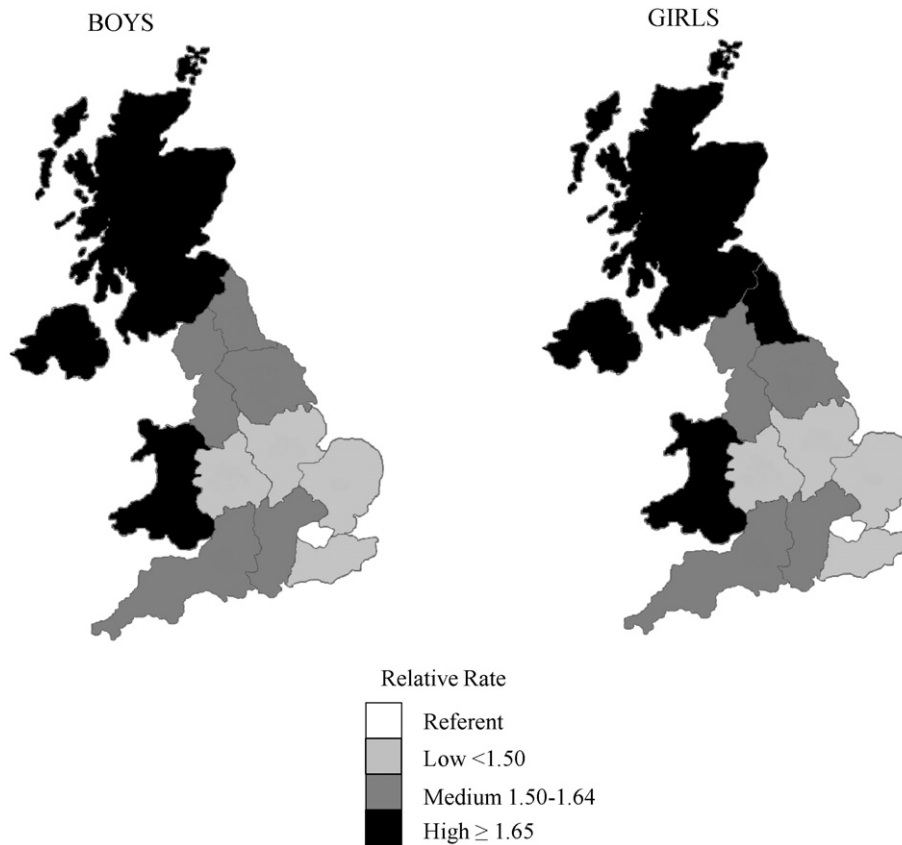 BOYS
GIRLS
Relative Rate
Referent
Low <1.50
Medium 1.50-1.64
High ≥ 1.65